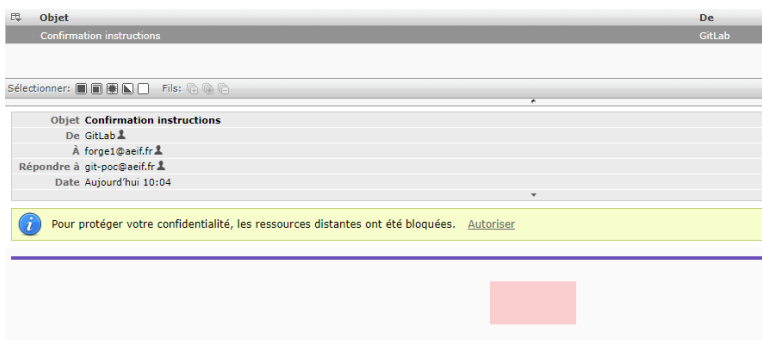 Objet De
Confirmation instructions GitLab
Sélectionner: Fils:
Objet Confirmation instructions
De GitLab
À forge1@aeif.fr
Répondre à git-poc@aeif.fr
Date Aujourd'hui 10:04
Pour protéger votre confidentialité, les ressources distantes ont été bloquées. Autoriser